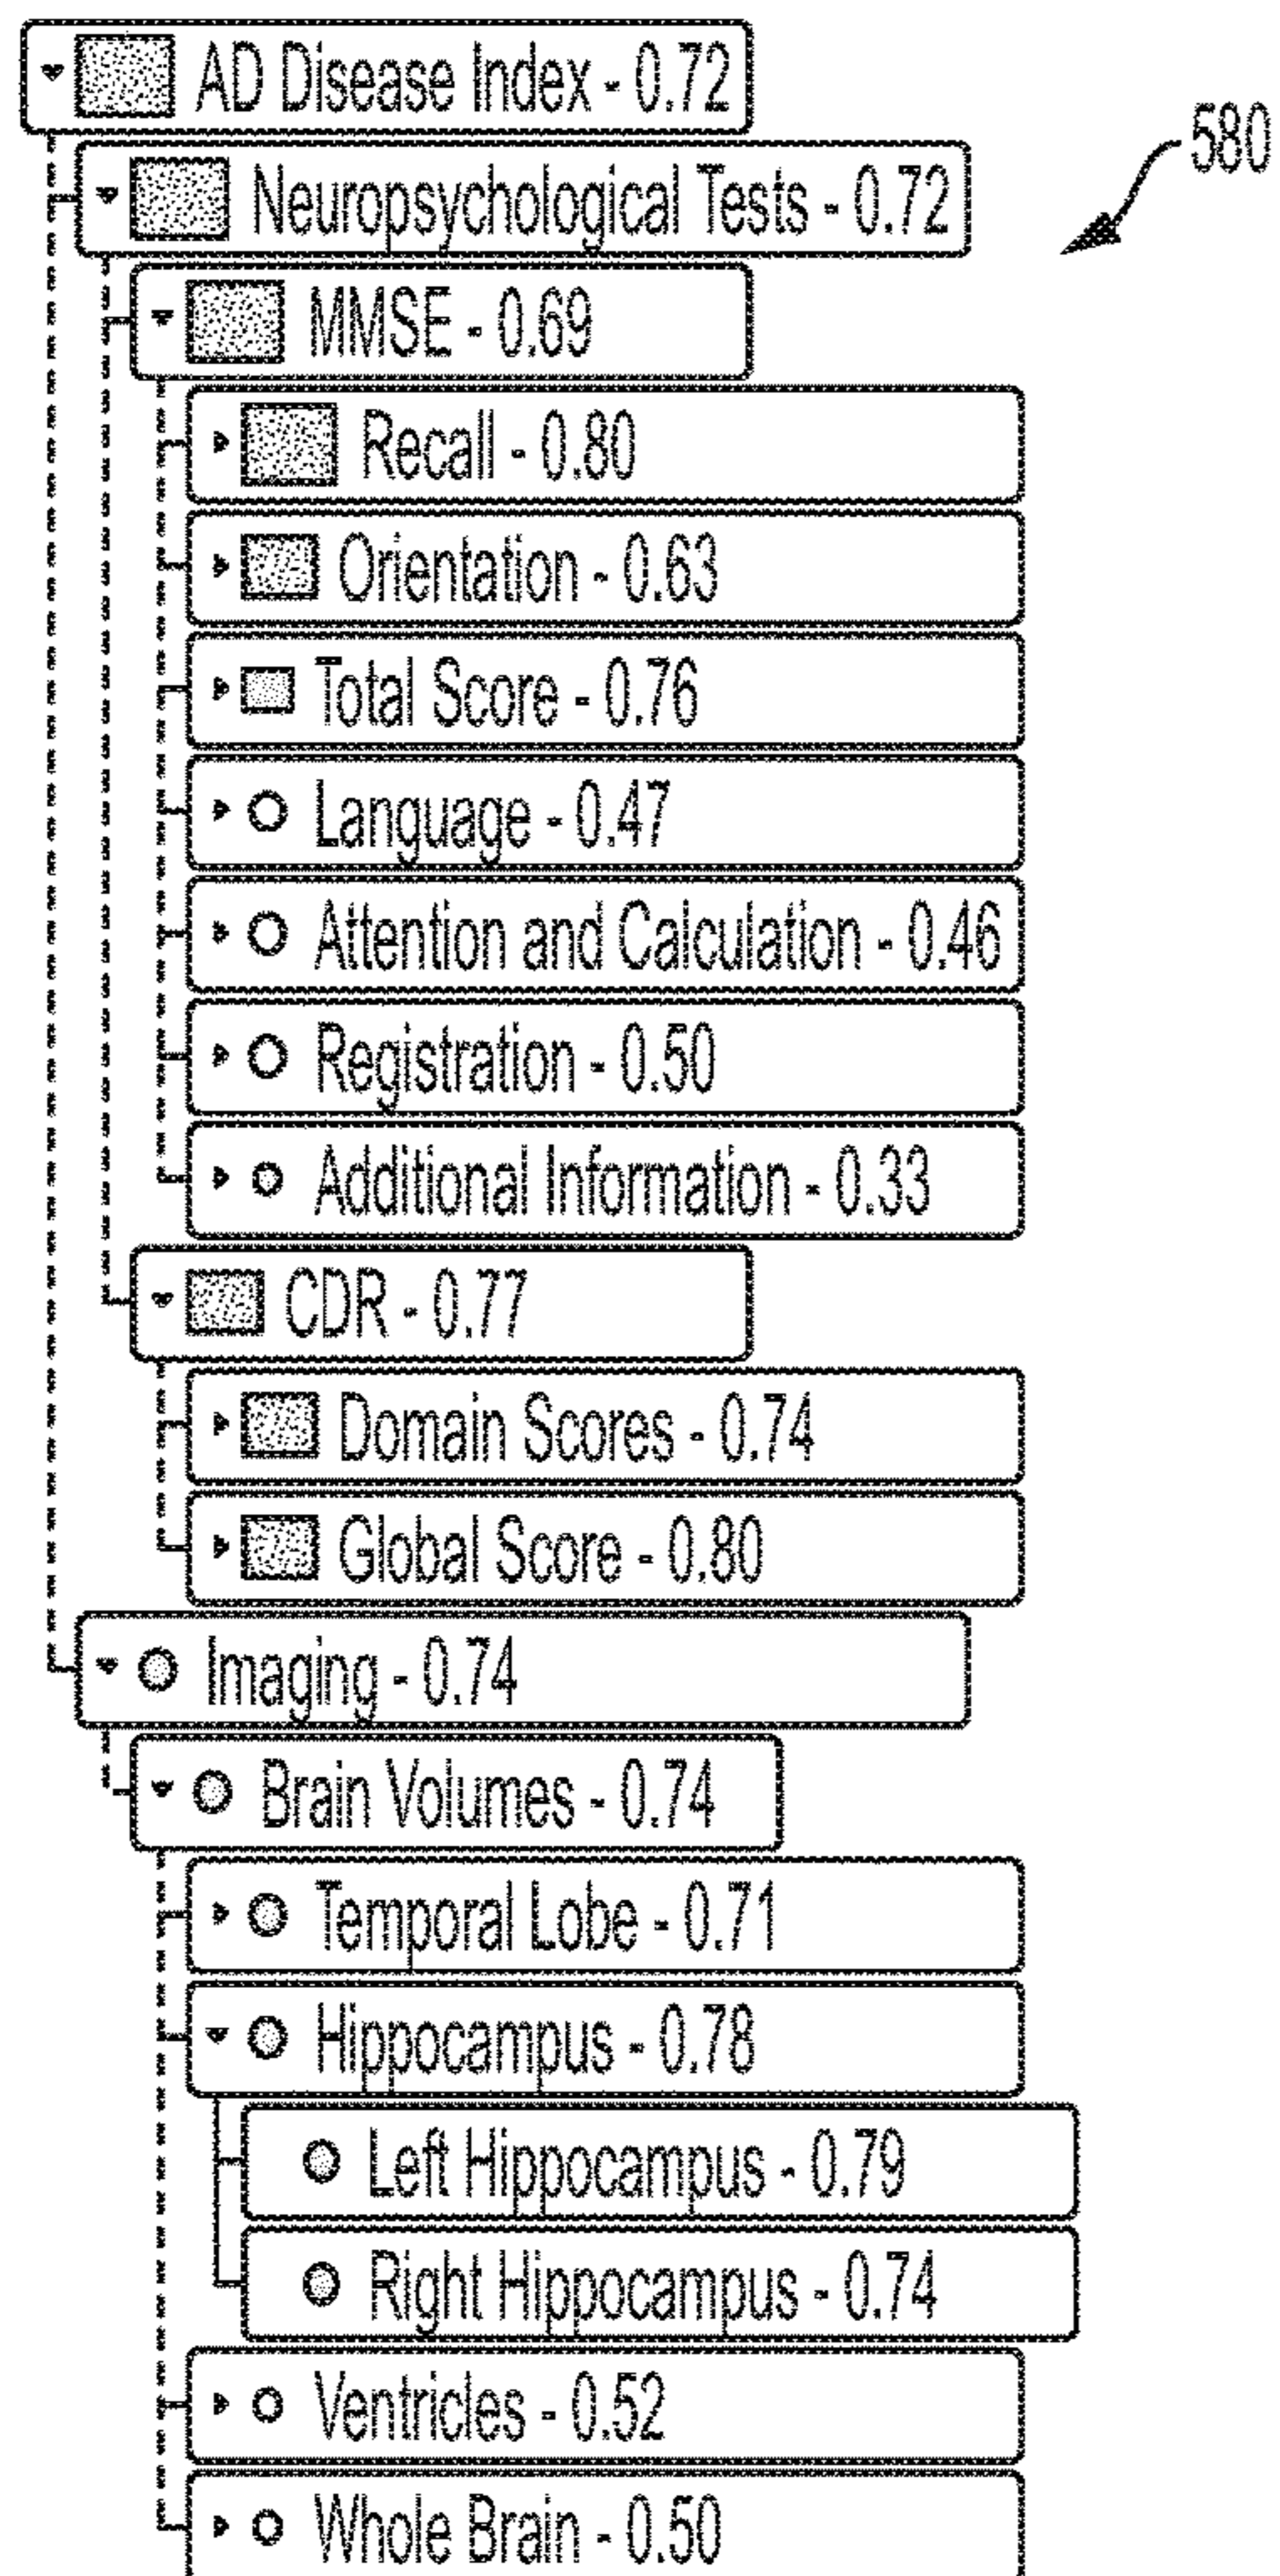 AD Disease Index - 0.72
580
Neuropsychological Tests - 0.72
MMSE - 0.69
Recall - 0.80
Orientation - 0.63
Total Score - 0.76
Language - 0.47
Attention and Calculation - 0.46
Registration - 0.50
Additional Information - 0.33
CDR - 0.77
Domain Scores - 0.74
Global Score - 0.80
Imaging - 0.74
Brain Volumes - 0.74
Temporal Lobe - 0.71
Hippocampus - 0.78
Left Hippocampus - 0.79
Right Hippocampus - 0.74
Ventricles - 0.52
Whole Brain - 0.50